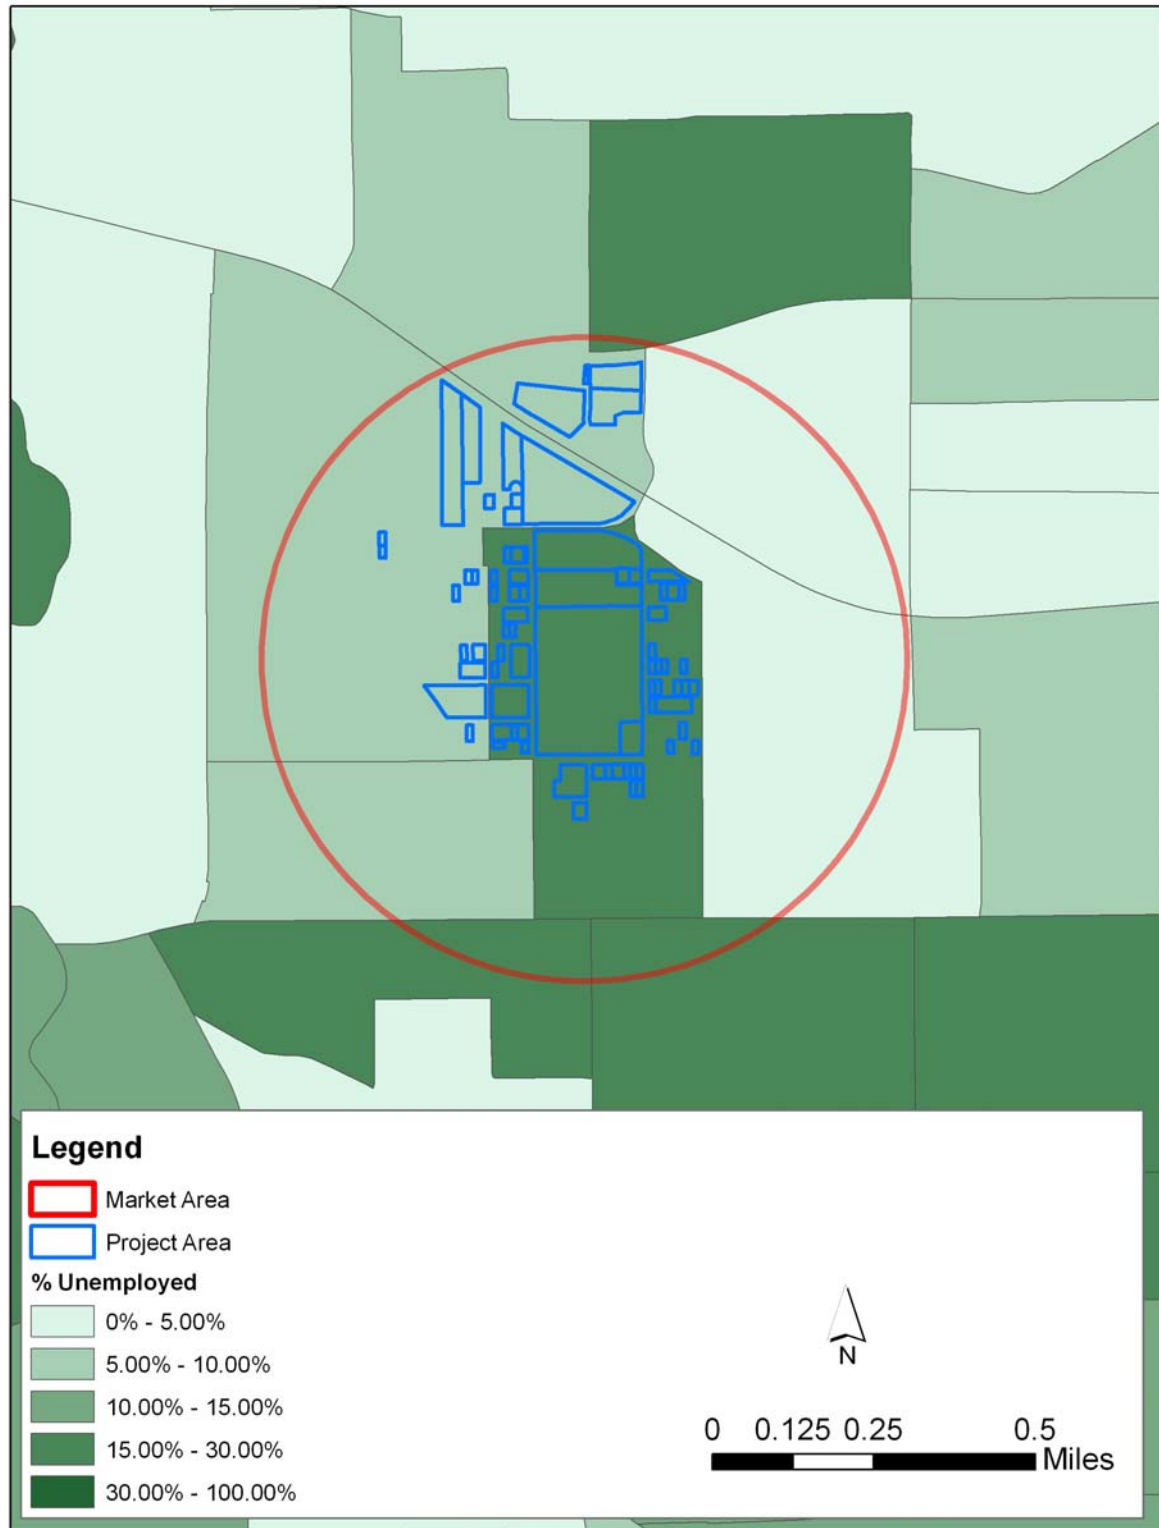 Legend
Market Area
Project Area
% Unemployed
0% - 5.00%
5.00% - 10.00%
10.00% - 15.00%
15.00% - 30.00%
30.00% - 100.00%
N
0 0.125 0.25 0.5
Miles